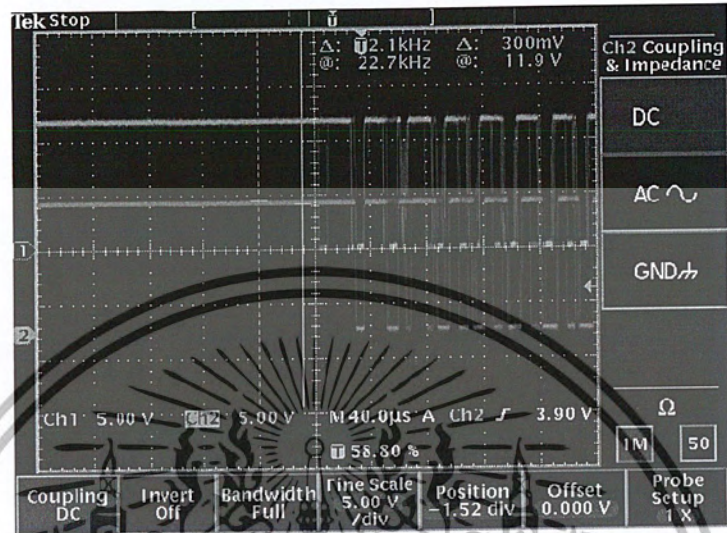 Tek Stop
Δ: 2.1kHz Δ: 300mV
@: 22.7kHz @: 11.9 V
Ch2 Coupling
& Impedance
DC
AC
GND
1
2
Ch1 5.00 V Ch2 5.00 V M 40.0µs A Ch2 3.90 V
T 58.80 %
Ω
1M 50
Coupling
DC
Invert
Off
Bandwidth
Full
Fine Scale
5.00 V
/div
Position
-1.52 div
Offset
0.000 V
Probe
Setup
1 X